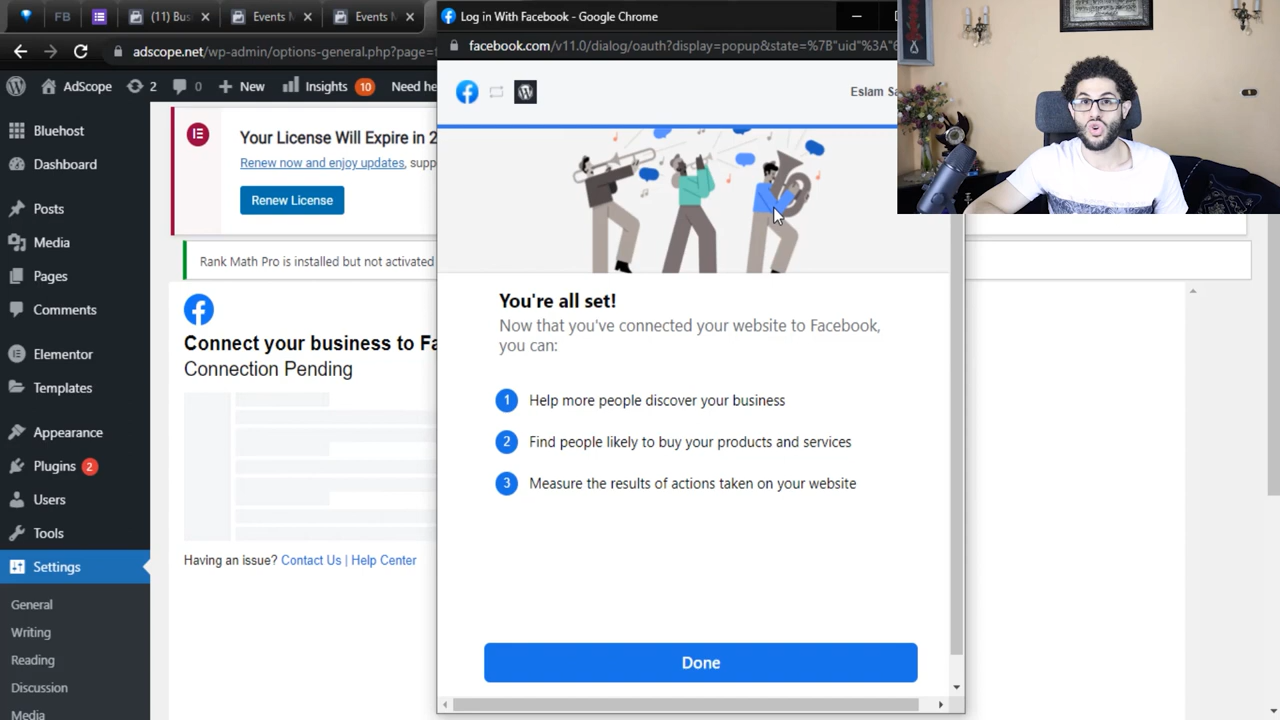 FB
(11) Bus
Events M
Events
Log in With Facebook - Google Chrome
adscope.net/wp-admin/options-general.php?page=
facebook.com/v11.0/dialog/oauth?display=popup&state=%7B"uid"%3A"
AdScope
2
0
New
Insights
10
Need he
Eslam Sa
Bluehost
Dashboard
Posts
Media
Pages
Comments
Elementor
Templates
Appearance
Plugins 2
Users
Tools
Settings
General
Writing
Reading
Discussion
Media
Your License Will Expire in 2
Renew now and enjoy updates, supp
Renew License
Rank Math Pro is installed but not activated
Connect your business to Fa
Connection Pending
Having an issue? Contact Us | Help Center
You're all set!
Now that you've connected your website to Facebook,
you can:
1 Help more people discover your business
2 Find people likely to buy your products and services
3 Measure the results of actions taken on your website
Done